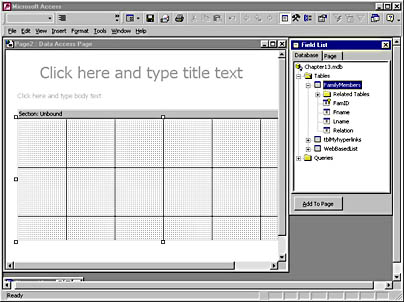 Microsoft Access
File Edit View Insert Format Tools Window Help
Page2 : Data Access Page
Click here and type title text
Click here and type body text
Section: Unbound
Field List
Database Page
Chapter13.mdb
Tables
FamilyMembers
Related Tables
FamID
Fname
Lname
Relation
tblMyhyperlinks
WebBasedList
Queries
Add To Page
Ready